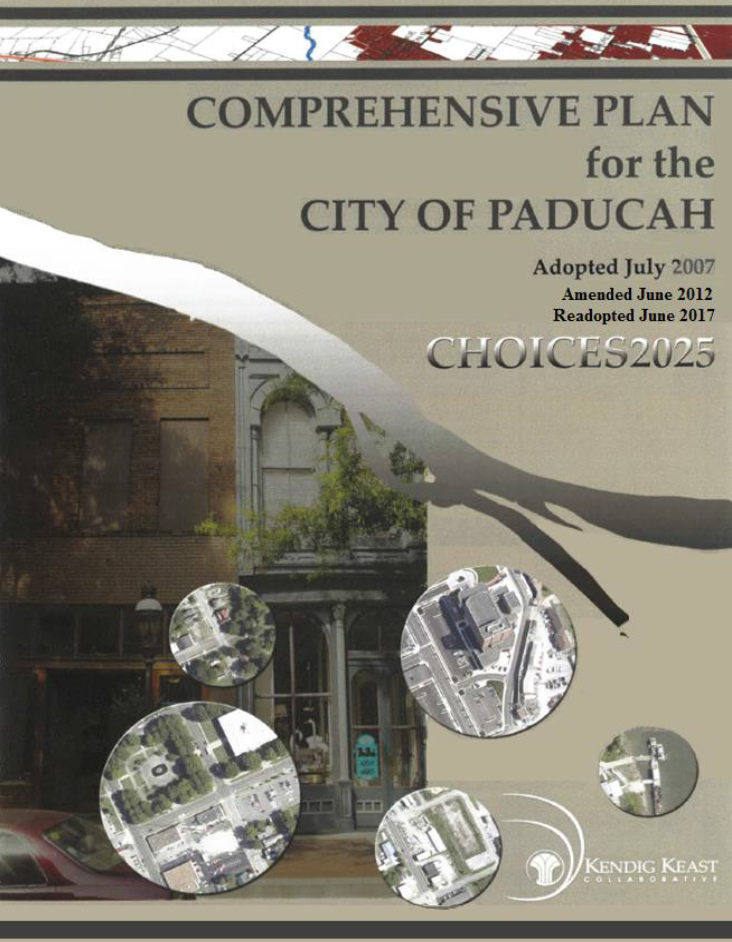 COMPREHENSIVE PLAN
for the
CITY OF PADUCAH
Adopted July 2007
Amended June 2012
Readopted June 2017
CHOICES2025
KENDIG KEAST
COLLABORATIVE